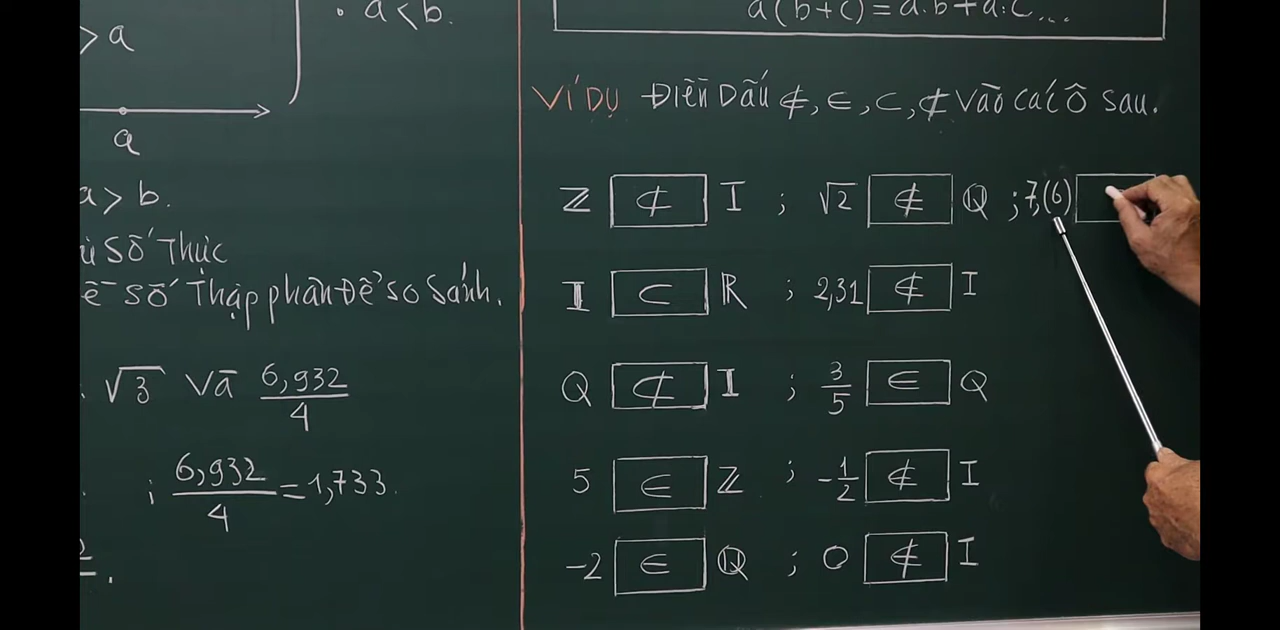 > a
a
a > b.
ù Số Thực
ề Số Thập phân Để So Sánh.
√3 Và 6,932/4
; 6,932/4 = 1,733.
• a < b.
a(b+c) = a.b + a.c ...
Ví Dụ Điền Dấu ∉, ∈, ⊂, ⊄ Vào Các Ô Sau.
Z ⊄ I ; √2 ∉ Q ; 7,(6)
I ⊂ R ; 2,31 ∉ I
Q ⊄ I ; 3/5 ∈ Q
5 ∈ Z ; -1/2 ∉ I
-2 ∈ Q ; 0 ∉ I